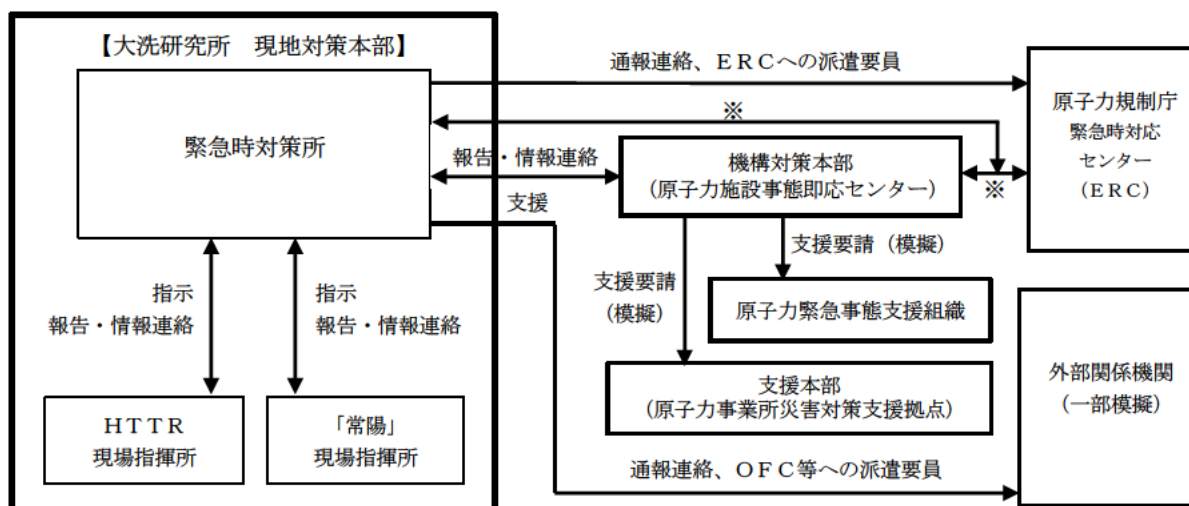 【大洗研究所　現地対策本部】
緊急時対策所
通報連絡、ＥＲＣへの派遣要員
※
報告・情報連絡
支援
機構対策本部
（原子力施設事態即応センター）
※
原子力規制庁
緊急時対応
センター
（ＥＲＣ）
支援要請（模擬）
支援要請
（模擬）
原子力緊急事態支援組織
指示
報告・情報連絡
指示
報告・情報連絡
支援本部
（原子力事業所災害対策支援拠点）
外部関係機関
（一部模擬）
ＨＴＴＲ
現場指揮所
「常陽」
現場指揮所
通報連絡、ＯＦＣ等への派遣要員